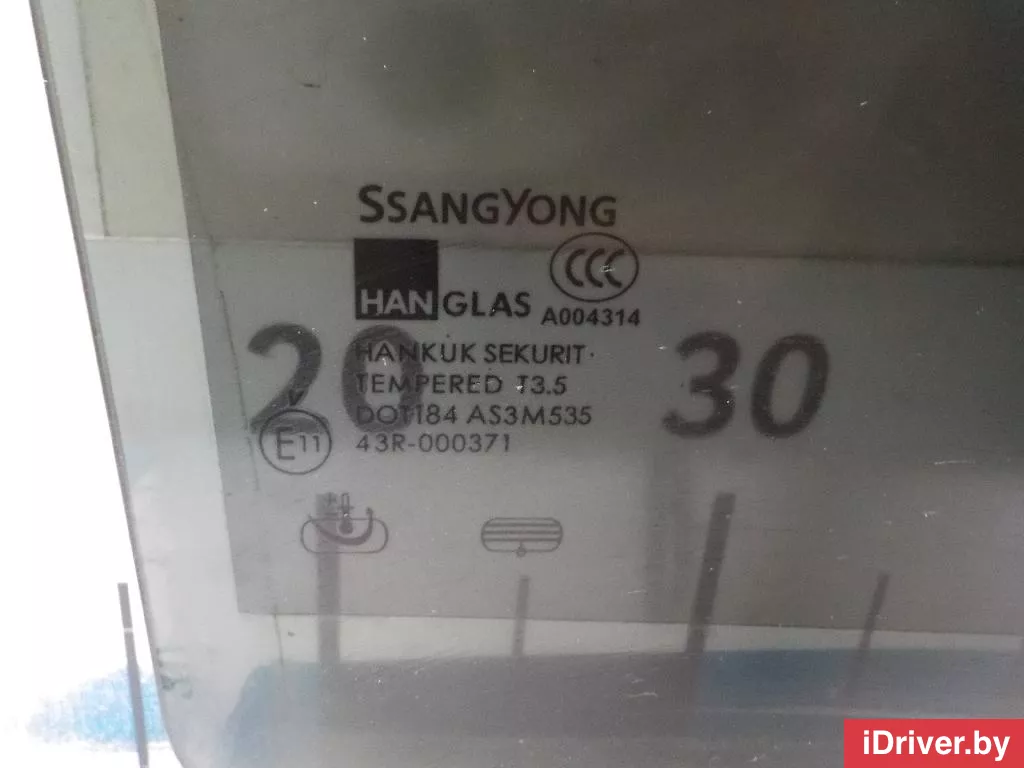 SSANGYONG
CCC
HANGLAS A004314
20 30
HANKUK SEKURIT
TEMPERED T3.5
DOT184 AS3M535
E11 43R-000371
iDriver.by